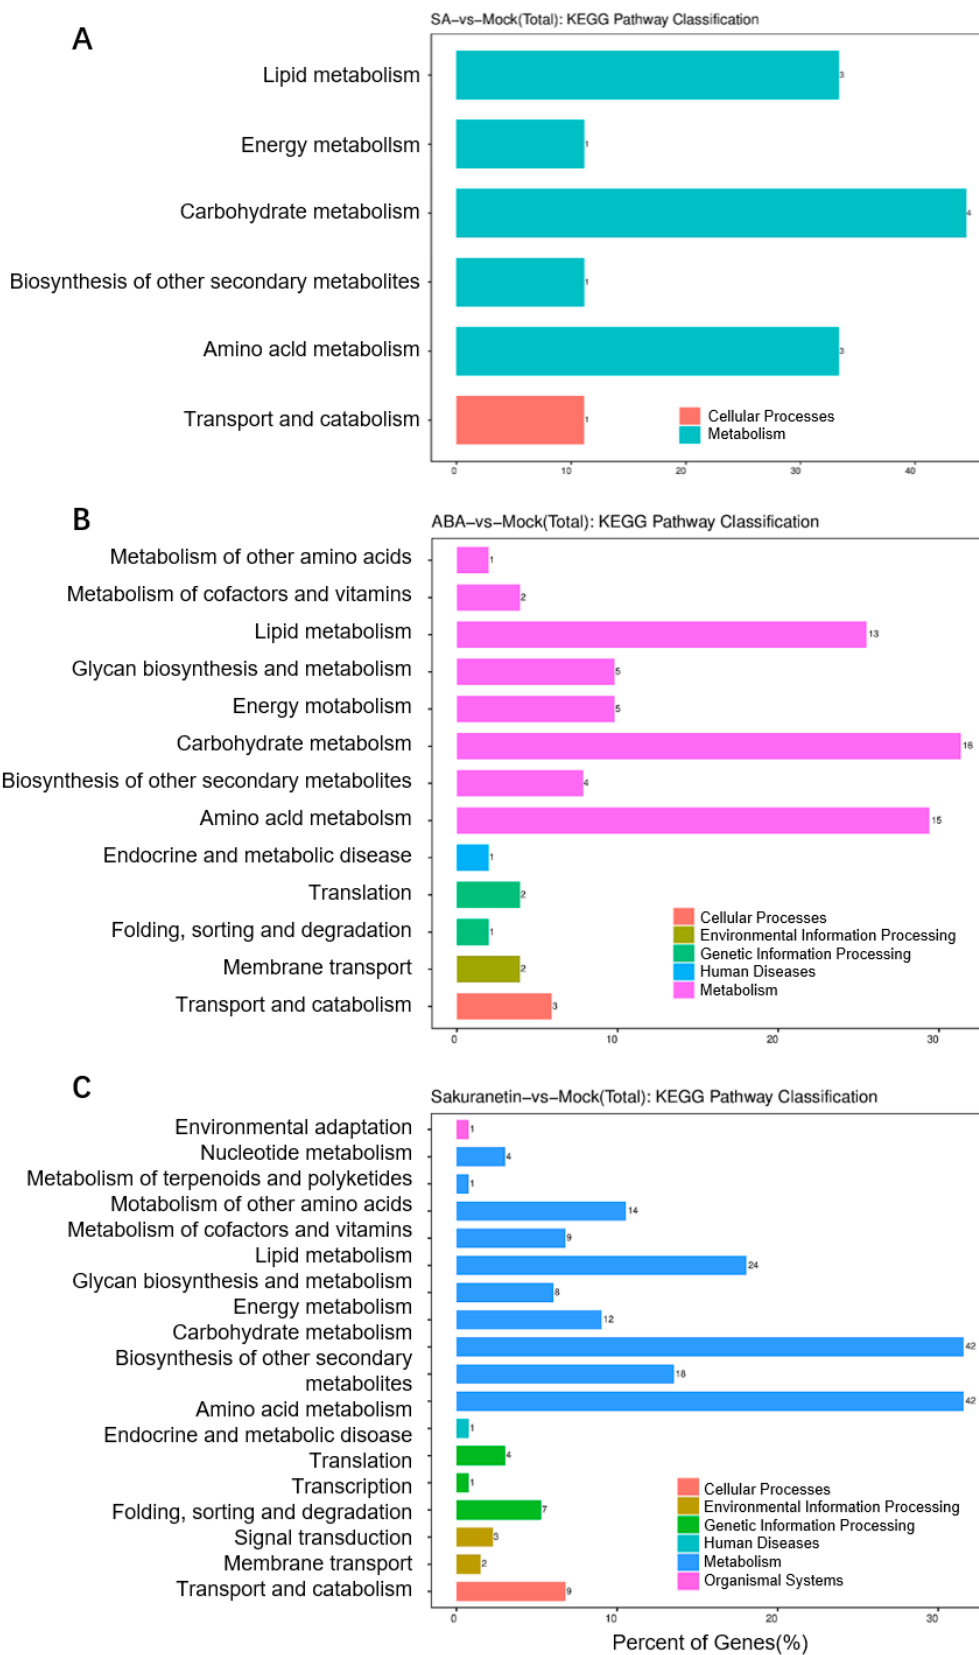 A
SA-vs-Mock(Total): KEGG Pathway Classification
Lipid metabolism
3
Energy metabollsm
1
Carbohydrate metabolism
4
Biosynthesis of other secondary metabolites
1
Amino acld metabolism
3
Transport and catabolism
1
Cellular Processes
Metabolism
0 10 20 30 40
B
ABA-vs-Mock(Total): KEGG Pathway Classification
Metabolism of other amino acids
1
Metabolism of cofactors and vitamins
2
Lipid metabolism
13
Glycan biosynthesis and metabolism
5
Energy motabolism
5
Carbohydrate metabolsm
16
Biosynthesis of other secondary metabolites
4
Amino acld metabolsm
15
Endocrine and metabolic disease
1
Translation
2
Folding, sorting and degradation
1
Membrane transport
2
Transport and catabolism
3
Cellular Processes
Environmental Information Processing
Genetic Information Processing
Human Diseases
Metabolism
0 10 20 30
C
Sakuranetin-vs-Mock(Total): KEGG Pathway Classification
Environmental adaptation
1
Nucleotide metabolism
4
Metabolism of terpenoids and polyketides
1
Motabolism of other amino acids
14
Metabolism of cofactors and vitamins
9
Lipid metabolism
24
Glycan biosynthesis and metabolism
8
Energy metabolism
12
Carbohydrate metabolism
42
Biosynthesis of other secondary
metabolites
18
Amino acid metabolism
42
Endocrine and metabolic disoase
1
Translation
4
Transcription
1
Folding, sorting and degradation
7
Signal transduction
3
Membrane transport
2
Transport and catabolism
9
Cellular Processes
Environmental Information Processing
Genetic Information Processing
Human Diseases
Metabolism
Organismal Systems
0 10 20 30
Percent of Genes(%)